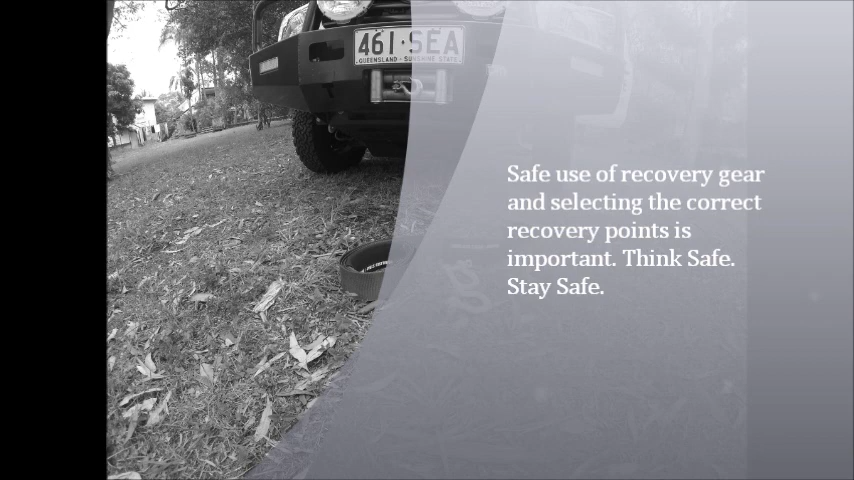 461·SEA
QUEENSLAND - SUNSHINE STATE
Safe use of recovery gear
and selecting the correct
recovery points is
important. Think Safe.
Stay Safe.